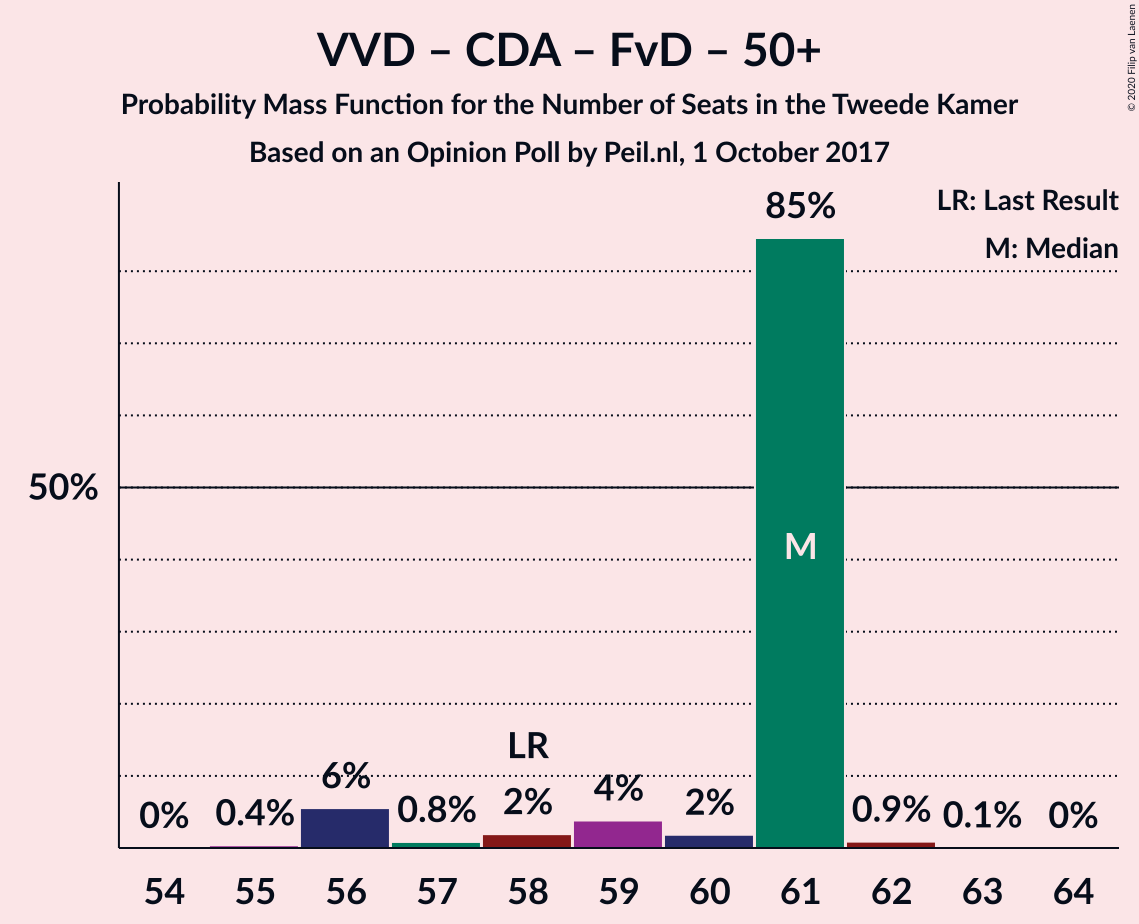 VVD – CDA – FvD – 50+
Probability Mass Function for the Number of Seats in the Tweede Kamer
Based on an Opinion Poll by Peil.nl, 1 October 2017
© 2020 Filip van Laenen
LR: Last Result
M: Median
85%
50%
M
LR
0% 0.4% 6% 0.8% 2% 4% 2% 0.9% 0.1% 0%
54 55 56 57 58 59 60 61 62 63 64